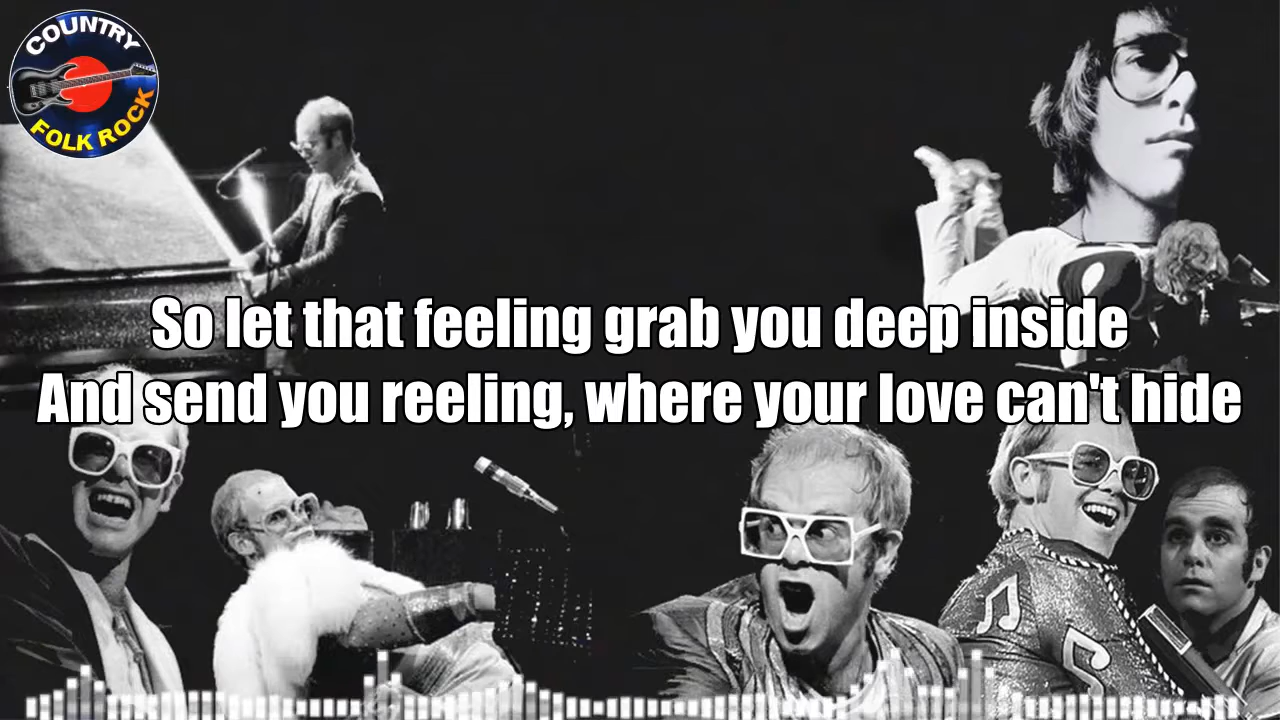 COUNTRY
FOLK ROCK
So let that feeling grab you deep inside
And send you reeling, where your love can't hide